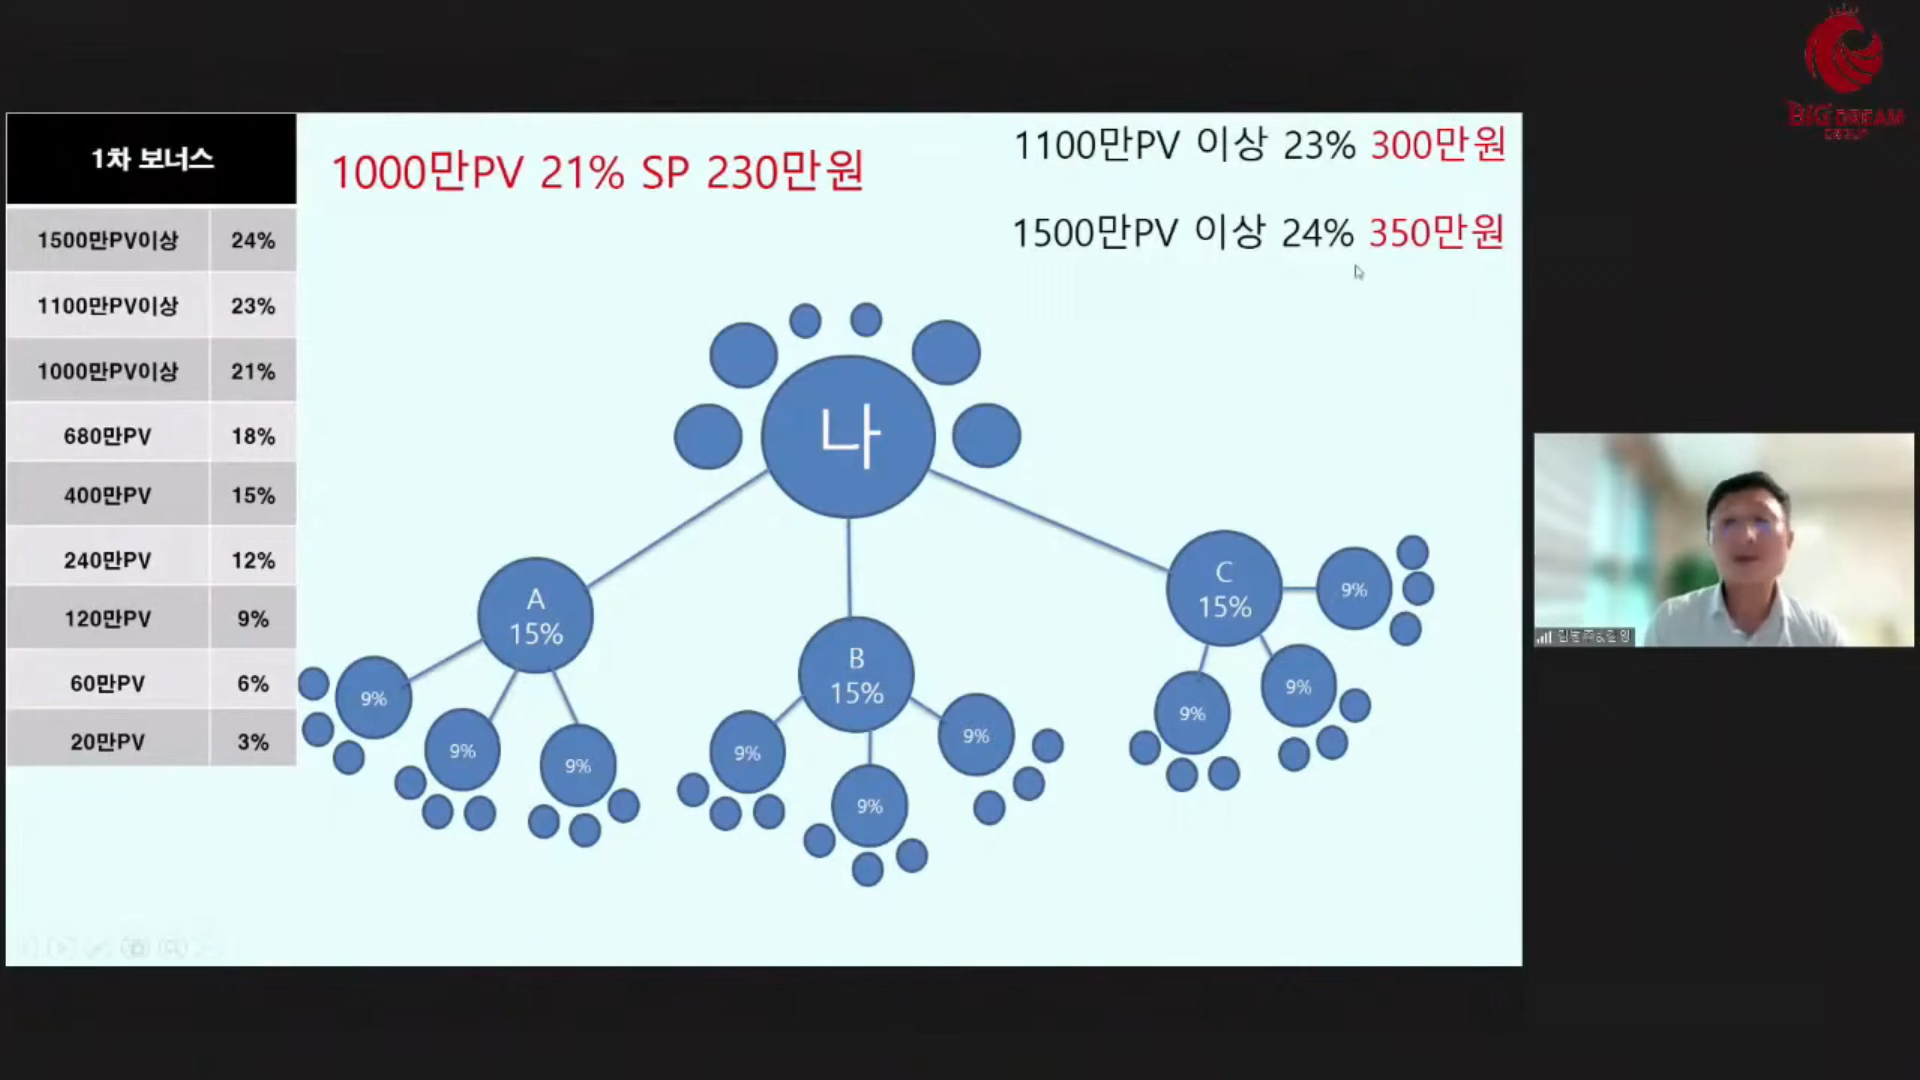 BIG DREAM
GROUP
1차 보너스
1500만PV이상 24%
1100만PV이상 23%
1000만PV이상 21%
680만PV 18%
400만PV 15%
240만PV 12%
120만PV 9%
60만PV 6%
20만PV 3%
1000만PV 21% SP 230만원
1100만PV 이상 23% 300만원
1500만PV 이상 24% 350만원
나
A
15%
9%
9%
9%
B
15%
9%
9%
9%
C
15%
9%
9%
9%